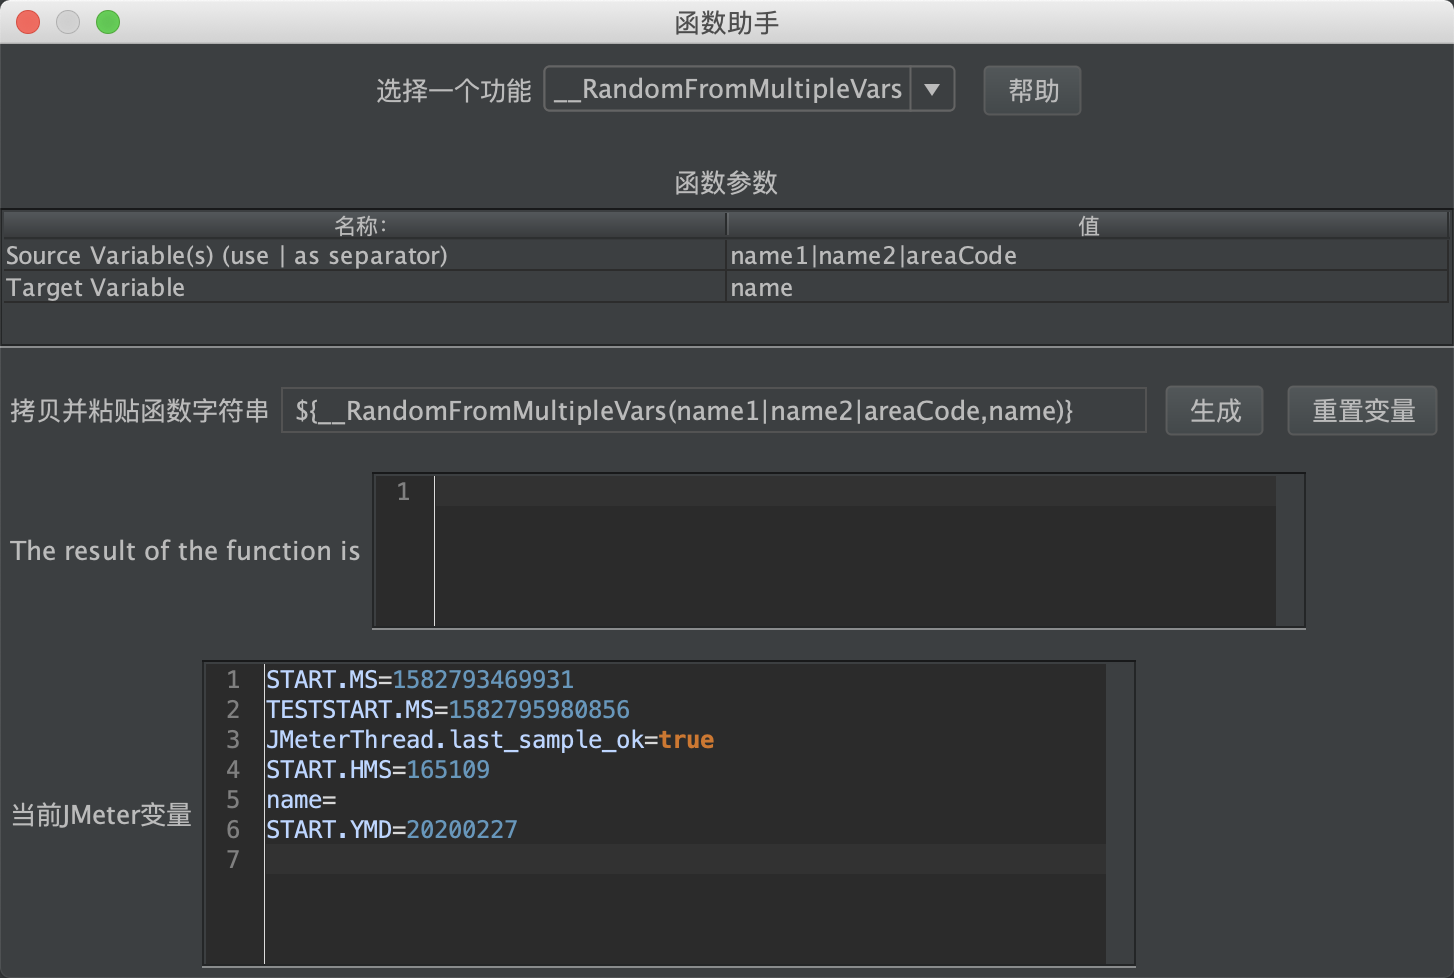 函数助手
选择一个功能 __RandomFromMultipleVars 帮助
函数参数
名称: 值
Source Variable(s) (use | as separator) name1|name2|areaCode
Target Variable name
拷贝并粘贴函数字符串 ${__RandomFromMultipleVars(name1|name2|areaCode,name)} 生成 重置变量
The result of the function is
1
当前JMeter变量
1 START.MS=1582793469931
2 TESTSTART.MS=1582795980856
3 JMeterThread.last_sample_ok=true
4 START.HMS=165109
5 name=
6 START.YMD=20200227
7